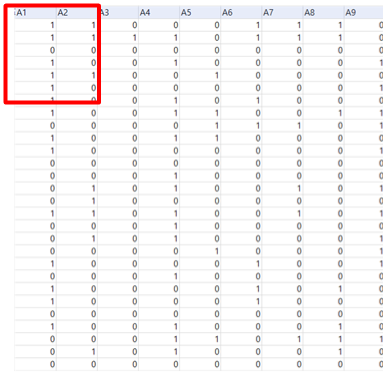 A1 A2 A3 A4 A5 A6 A7 A8 A9
1 1 0 0 0 1 1 1 0
1 1 1 1 0 1 1 1 0
0 0 0 0 0 0 0 0 0
1 0 0 1 0 0 0 0 0
1 1 0 0 1 0 0 0 0
1 0 0 0 0 0 0 0 1
1 0 0 1 0 1 0 0 0
1 0 0 1 1 0 0 1 1
0 0 0 0 1 1 1 0 1
1 0 0 1 1 0 0 0 0
1 0 0 0 0 0 0 0 1
0 0 0 0 0 0 0 0 0
0 0 0 1 0 0 0 0 0
0 1 0 1 0 0 1 0 1
0 1 0 0 0 0 0 0 0
1 1 0 1 0 0 1 0 0
0 0 0 1 0 0 0 0 0
0 1 0 1 0 0 0 0 1
0 0 0 0 1 0 0 0 1
1 0 0 0 0 1 0 0 1
0 0 0 1 0 0 0 0 0
1 0 0 0 0 1 0 1 0
1 0 0 0 0 1 0 0 0
0 0 0 0 0 0 0 0 0
1 0 0 1 0 0 0 1 0
0 0 0 1 1 0 1 1 1
0 1 0 1 0 0 0 1 0
0 0 0 0 0 0 0 0 0